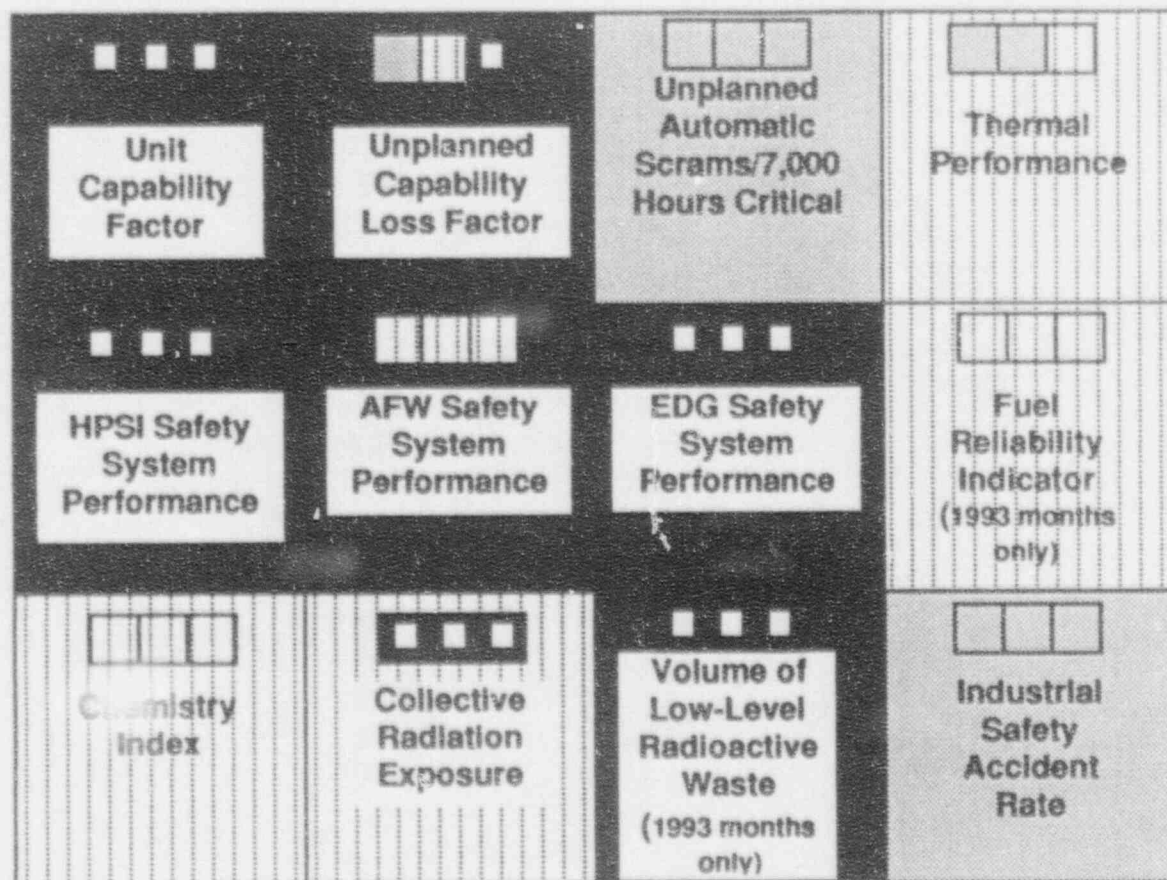 Unit
Capability
Factor
Unplanned
Capability
Loss Factor
Unplanned
Automatic
Scrams/7,000
Hours Critical
Thermal
Performance
HPSI Safety
System
Performance
AFW Safety
System
Performance
EDG Safety
System
Performance
Fuel
Reliability
Indicator
(1993 months
only)
Chemistry
Index
Collective
Radiation
Exposure
Volume of
Low-Level
Radioactive
Waste
(1993 months
only)
Industrial
Safety
Accident
Rate